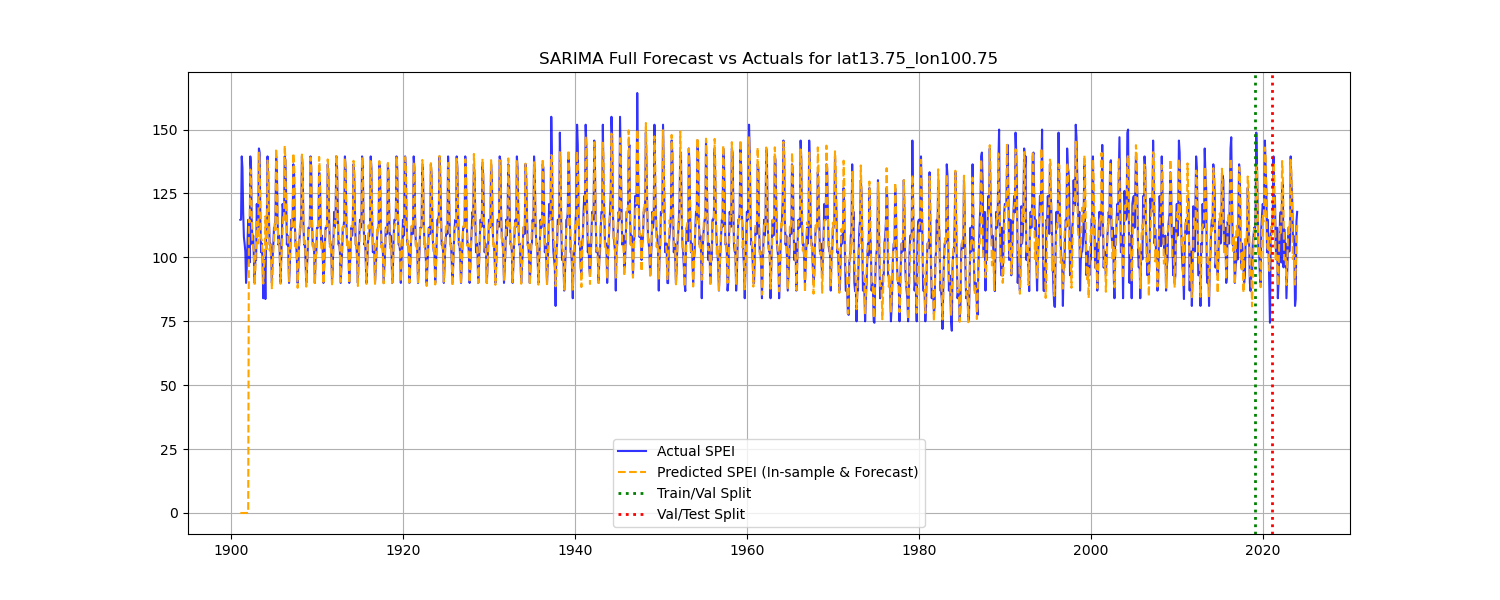 SARIMA Full Forecast vs Actuals for lat13.75_lon100.75
150
125
100
75
50
25
0
Actual SPEI
Predicted SPEI (In-sample & Forecast)
Train/Val Split
Val/Test Split
1900 1920 1940 1960 1980 2000 2020